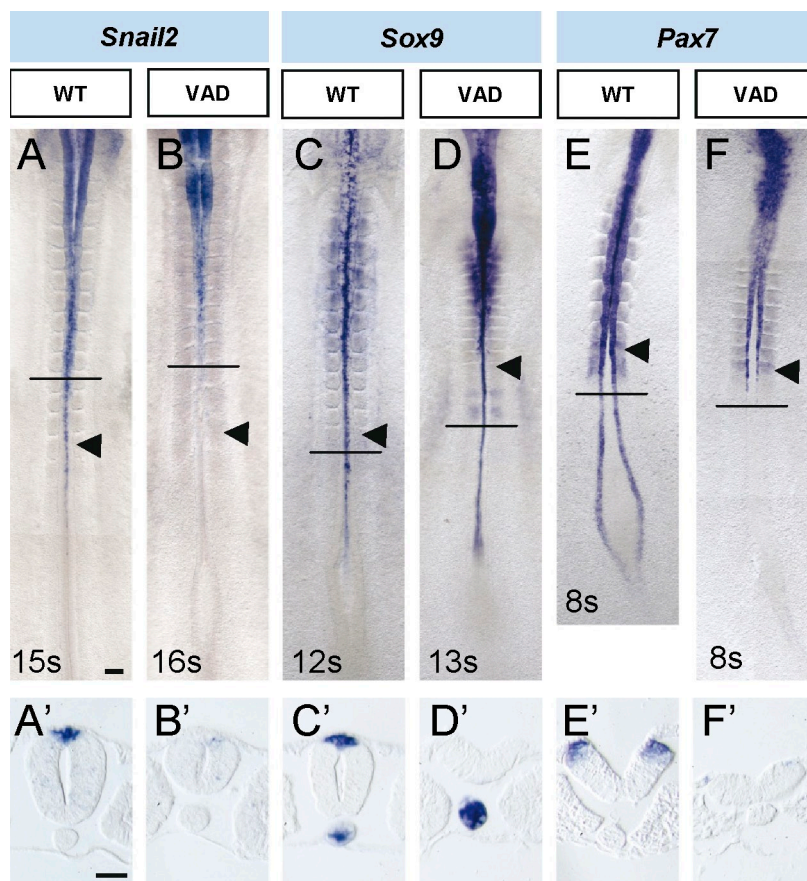 Snail2 Sox9 Pax7
WT VAD WT VAD WT VAD
A B C D E F
8s
15s 16s 12s 13s 8s
A’ B’ C’ D’ E’ F’